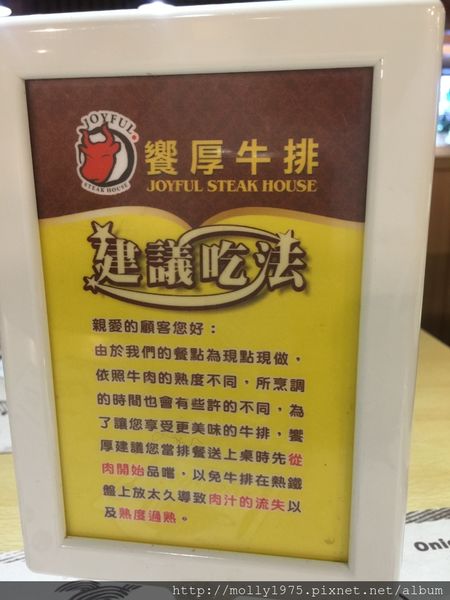 JOYFUL
STEAK HOUSE
饗厚牛排
JOYFUL STEAK HOUSE
建議吃法
親愛的顧客您好：
由於我們的餐點為現點現做，
依照牛肉的熟度不同，所烹調
的時間也會有些許的不同，為
了讓您享受更美味的牛排，饗
厚建議您當排餐送上桌時先從
肉開始品嚐，以免牛排在熱鐵
盤上放太久導致肉汁的流失以
及熟度過熟。
Onio
http://molly1975.pixnet.net/album